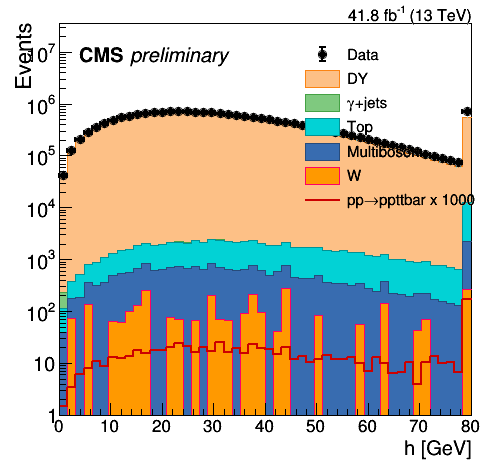 41.8 fb⁻¹ (13 TeV)
Events
CMS preliminary
Data
DY
γ+jets
Top
Multiboson
W
pp→ppttbar x 1000
10⁷
10⁶
10⁵
10⁴
10³
10²
10
1
0 10 20 30 40 50 60 70 80
h [GeV]